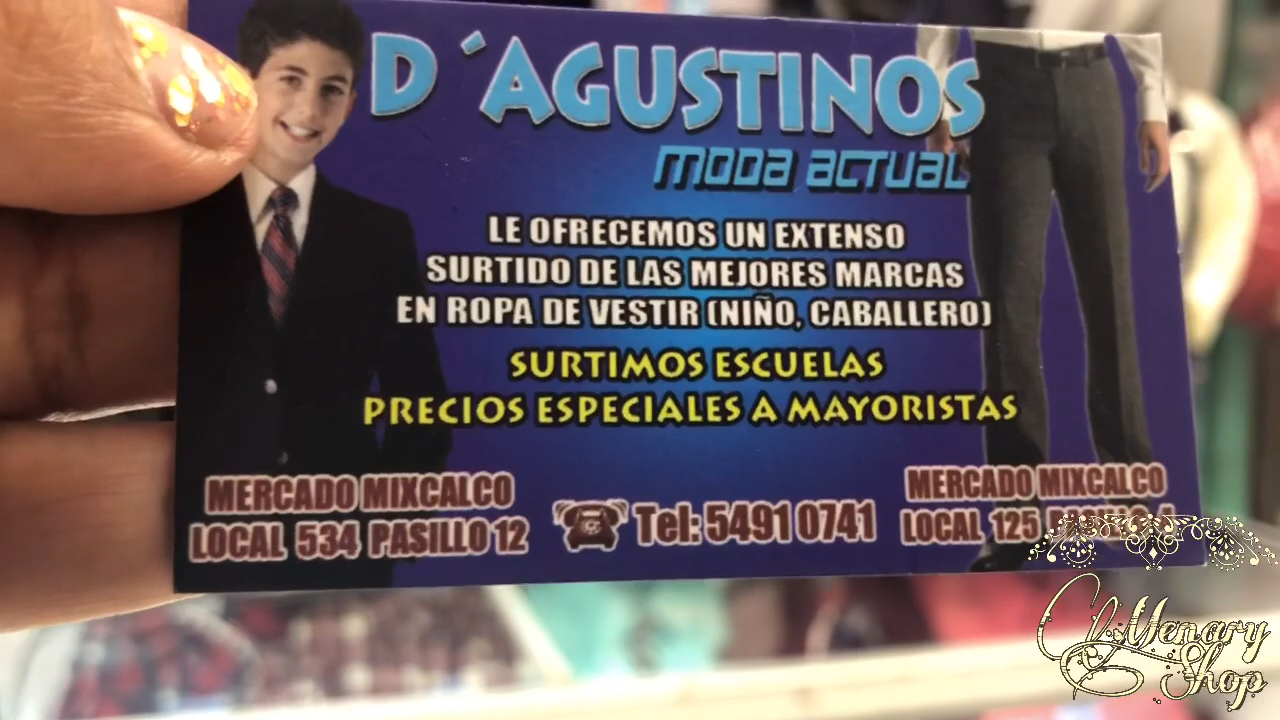 D´AGUSTINOS
MODA ACTUAL
LE OFRECEMOS UN EXTENSO
SURTIDO DE LAS MEJORES MARCAS
EN ROPA DE VESTIR (NIÑO, CABALLERO)
SURTIMOS ESCUELAS
PRECIOS ESPECIALES A MAYORISTAS
MERCADO MIXCALCO
LOCAL 534 PASILLO 12
Tel: 5491 0741
MERCADO MIXCALCO
LOCAL 125
Menary
Shop